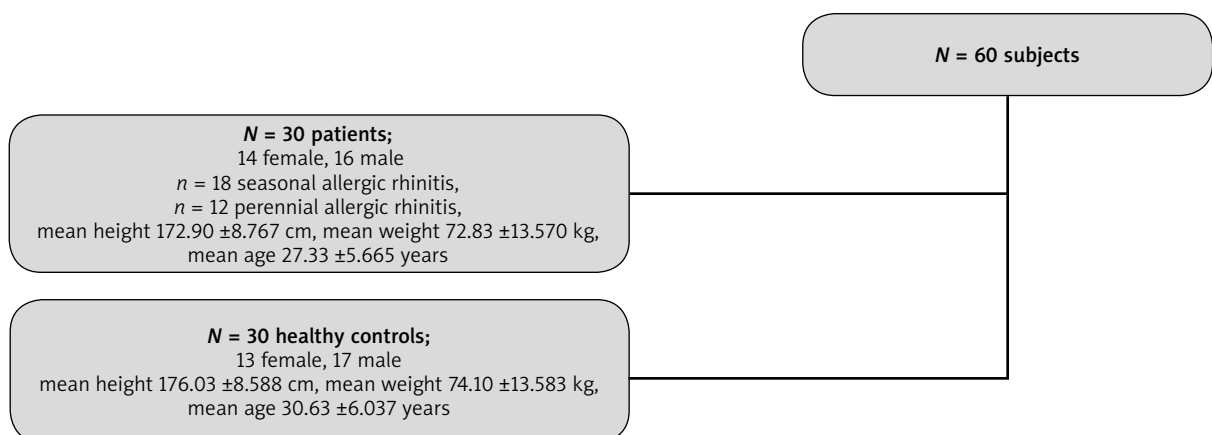 N = 60 subjects
N = 30 patients;
14 female, 16 male
n = 18 seasonal allergic rhinitis,
n = 12 perennial allergic rhinitis,
mean height 172.90 ±8.767 cm, mean weight 72.83 ±13.570 kg,
mean age 27.33 ±5.665 years
N = 30 healthy controls;
13 female, 17 male
mean height 176.03 ±8.588 cm, mean weight 74.10 ±13.583 kg,
mean age 30.63 ±6.037 years